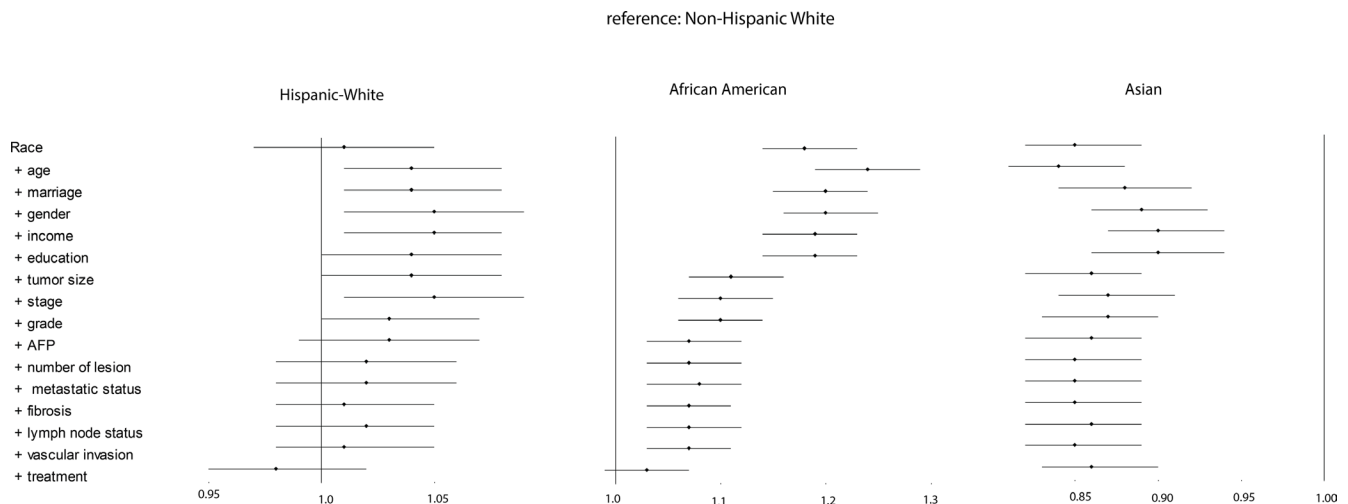 reference: Non-Hispanic White
Hispanic-White
African American
Asian
Race
+ age
+ marriage
+ gender
+ income
+ education
+ tumor size
+ stage
+ grade
+ AFP
+ number of lesion
+ metastatic status
+ fibrosis
+ lymph node status
+ vascular invasion
+ treatment
0.95 1.0 1.05
1.0 1.1 1.2 1.3
0.85 0.90 0.95 1.00